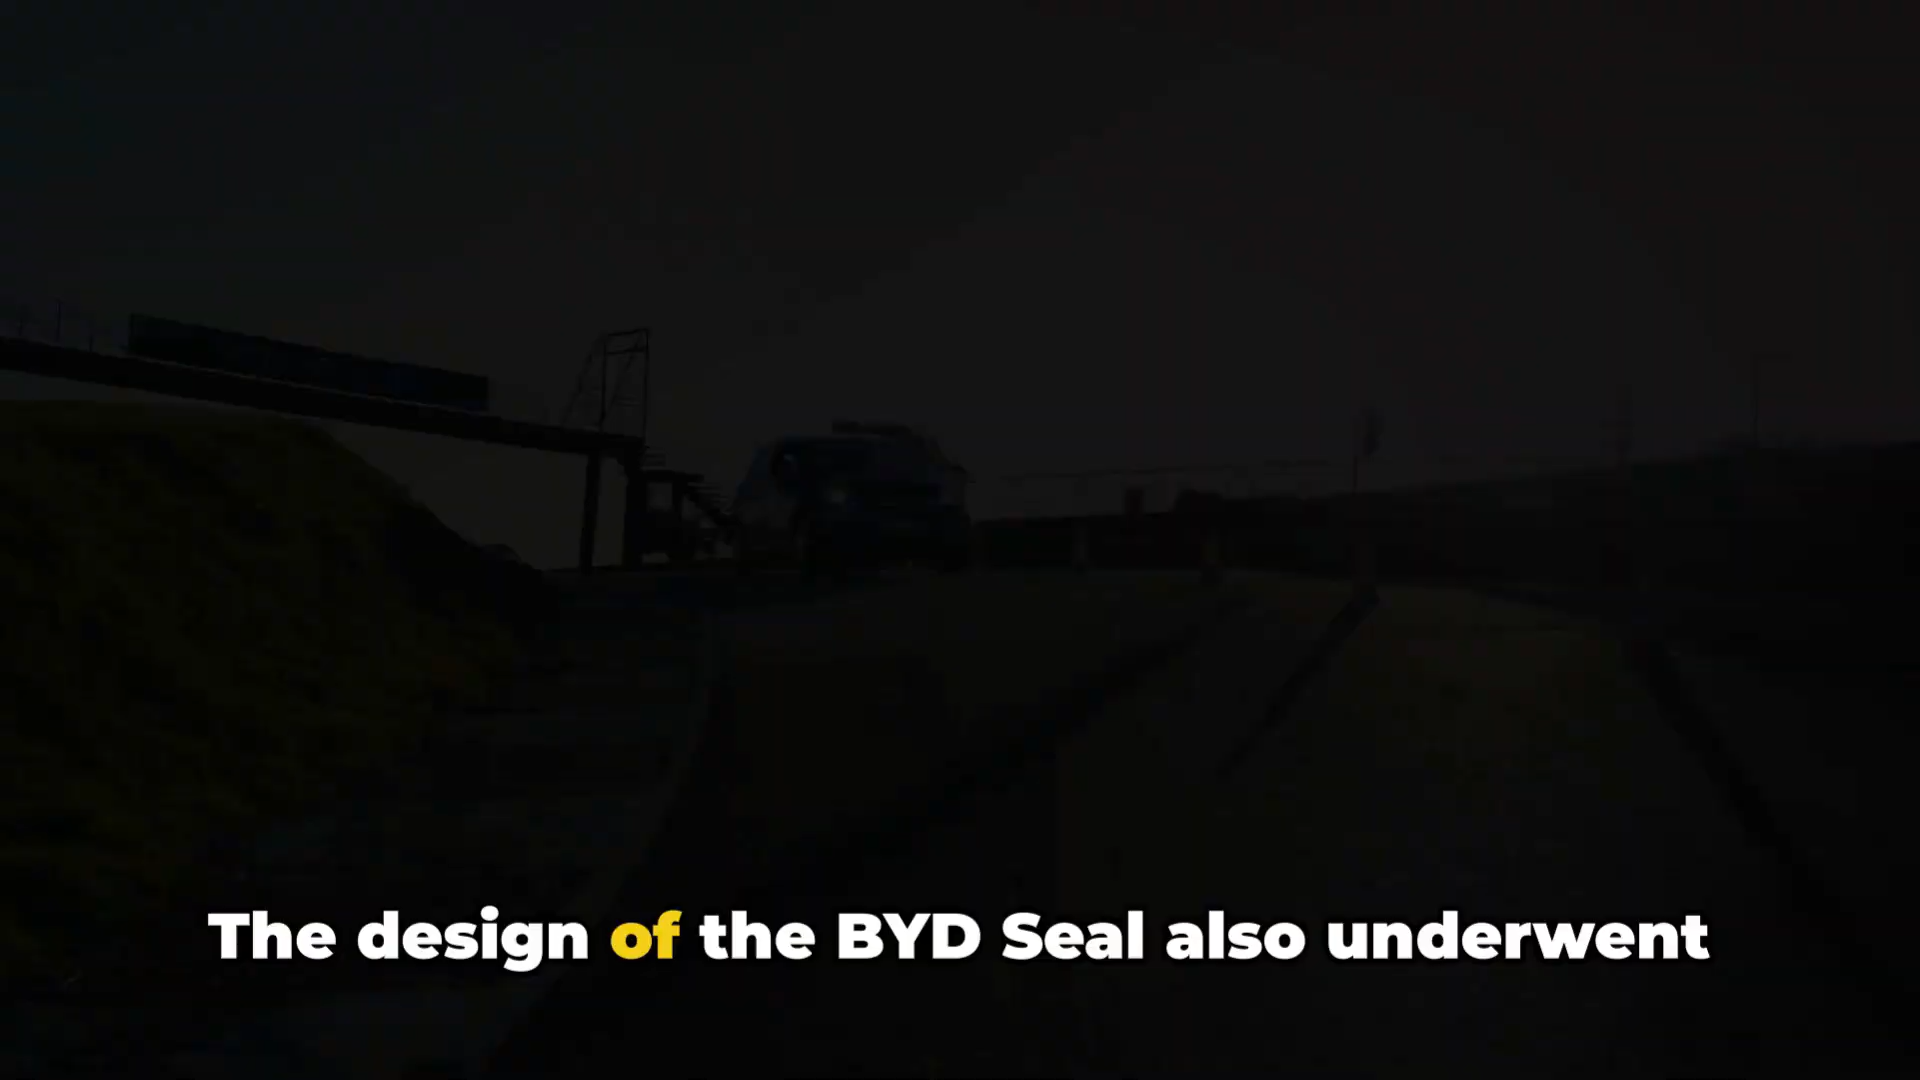 The design of the BYD Seal also underwent